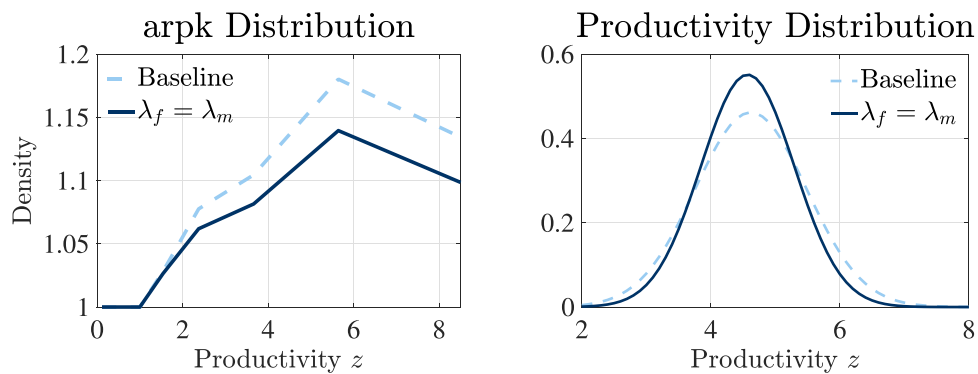 arpk Distribution
Density
1.2
1.15
1.1
1.05
1
Baseline
λ_f = λ_m
0 2 4 6 8
Productivity z
Productivity Distribution
0.6
0.4
0.2
0
Baseline
λ_f = λ_m
2 4 6 8
Productivity z